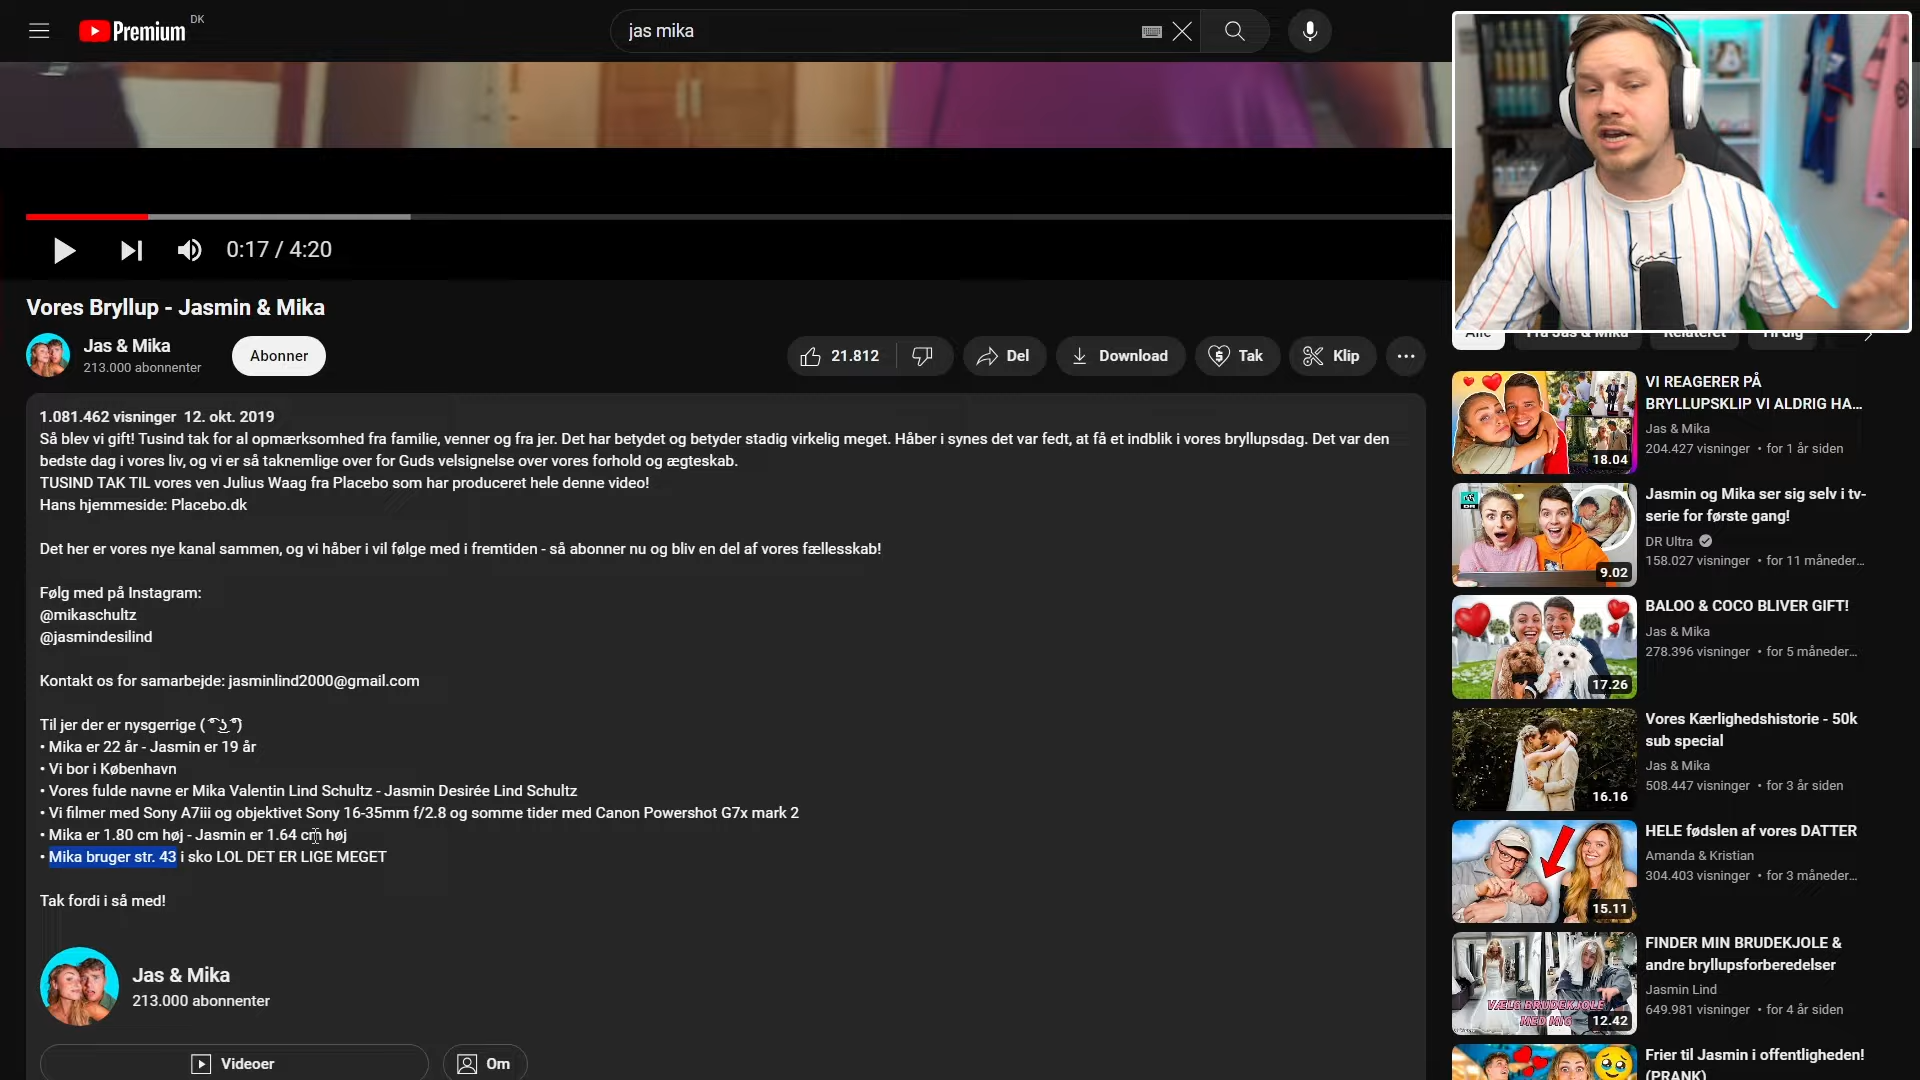 Premium
DK
jas mika
0:17 / 4:20
Vores Bryllup - Jasmin & Mika
Jas & Mika
213.000 abonnenter
Abonner
21.812
Del
Download
Tak
Klip
1.081.462 visninger 12. okt. 2019
Så blev vi gift! Tusind tak for al opmærksomhed fra familie, venner og fra jer. Det har betydet og betyder stadig virkelig meget. Håber i synes det var fedt, at få et indblik i vores bryllupsdag. Det var den
bedste dag i vores liv, og vi er så taknemlige over for Guds velsignelse over vores forhold og ægteskab.
TUSIND TAK TIL vores ven Julius Waag fra Placebo som har produceret hele denne video!
Hans hjemmeside: Placebo.dk
Det her er vores nye kanal sammen, og vi håber i vil følge med i fremtiden - så abonner nu og bliv en del af vores fællesskab!
Følg med på Instagram:
@mikaschultz
@jasmindesilind
Kontakt os for samarbejde: jasminlind2000@gmail.com
Til jer der er nysgerrige ( ͡° ͜ʖ ͡°)
• Mika er 22 år - Jasmin er 19 år
• Vi bor i København
• Vores fulde navne er Mika Valentin Lind Schultz - Jasmin Desirée Lind Schultz
• Vi filmer med Sony A7iii og objektivet Sony 16-35mm f/2.8 og somme tider med Canon Powershot G7x mark 2
• Mika er 1.80 cm høj - Jasmin er 1.64 cm høj
• Mika bruger str. 43 i sko LOL DET ER LIGE MEGET
Tak fordi i så med!
Jas & Mika
213.000 abonnenter
Videoer
Om
Alle
Fra Jas & Mika
Relateret
Til dig
18.04
VI REAGERER PÅ
BRYLLUPSKLIP VI ALDRIG HA...
Jas & Mika
204.427 visninger • for 1 år siden
DR
9.02
Jasmin og Mika ser sig selv i tv-
serie for første gang!
DR Ultra
158.027 visninger • for 11 måneder...
17.26
BALOO & COCO BLIVER GIFT!
Jas & Mika
278.396 visninger • for 5 måneder...
16.16
Vores Kærlighedshistorie - 50k
sub special
Jas & Mika
508.447 visninger • for 3 år siden
15.11
HELE fødslen af vores DATTER
Amanda & Kristian
304.403 visninger • for 3 måneder...
VÆLG BRUDEKJOLE
MED MIG
12.42
FINDER MIN BRUDEKJOLE &
andre bryllupsforberedelser
Jasmin Lind
649.981 visninger • for 4 år siden
Frier til Jasmin i offentligheden!
(PRANK)